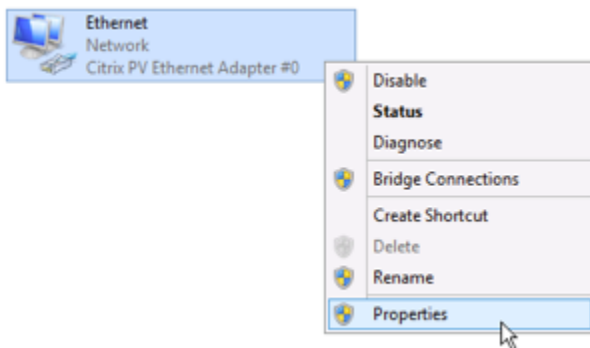 Ethernet
Network
Citrix PV Ethernet Adapter #0
Disable
Status
Diagnose
Bridge Connections
Create Shortcut
Delete
Rename
Properties